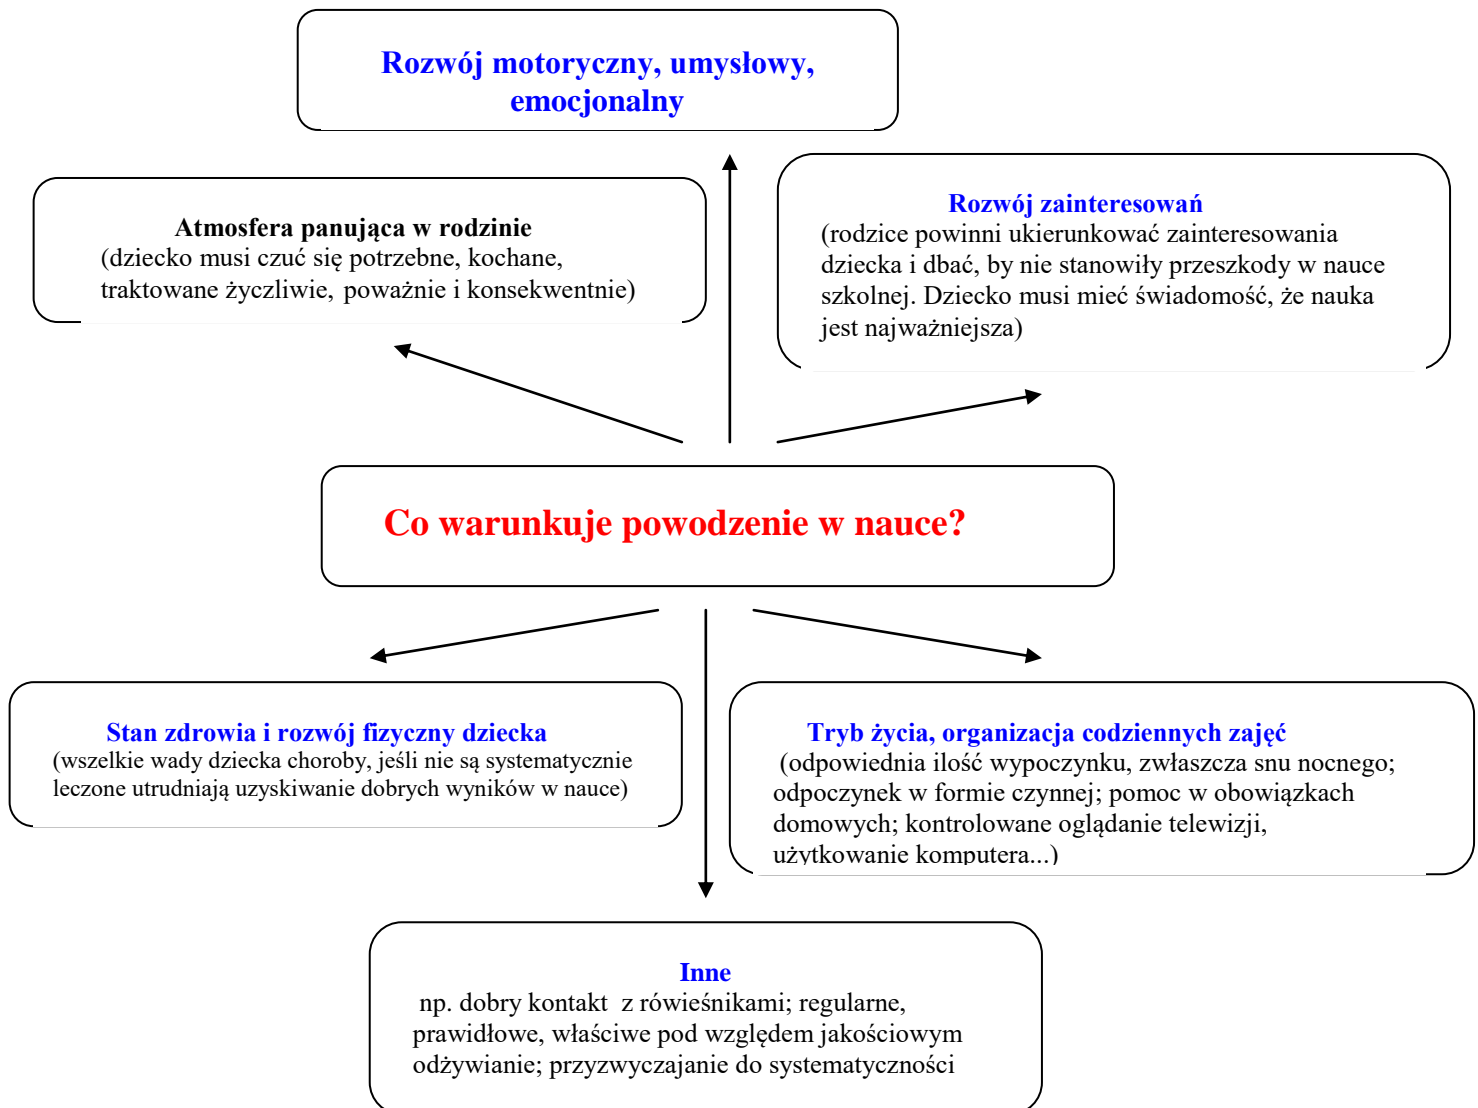 Rozwój motoryczny, umysłowy,
emocjonalny
Atmosfera panująca w rodzinie
(dziecko musi czuć się potrzebne, kochane,
traktowane życzliwie, poważnie i konsekwentnie)
Rozwój zainteresowań
(rodzice powinni ukierunkować zainteresowania
dziecka i dbać, by nie stanowiły przeszkody w nauce
szkolnej. Dziecko musi mieć świadomość, że nauka
jest najważniejsza)
Co warunkuje powodzenie w nauce?
Stan zdrowia i rozwój fizyczny dziecka
(wszelkie wady dziecka choroby, jeśli nie są systematycznie
leczone utrudniają uzyskiwanie dobrych wyników w nauce)
Tryb życia, organizacja codziennych zajęć
(odpowiednia ilość wypoczynku, zwłaszcza snu nocnego;
odpoczynek w formie czynnej; pomoc w obowiązkach
domowych; kontrolowane oglądanie telewizji,
użytkowanie komputera...)
Inne
np. dobry kontakt z rówieśnikami; regularne,
prawidłowe, właściwe pod względem jakościowym
odżywianie; przyzwyczajanie do systematyczności